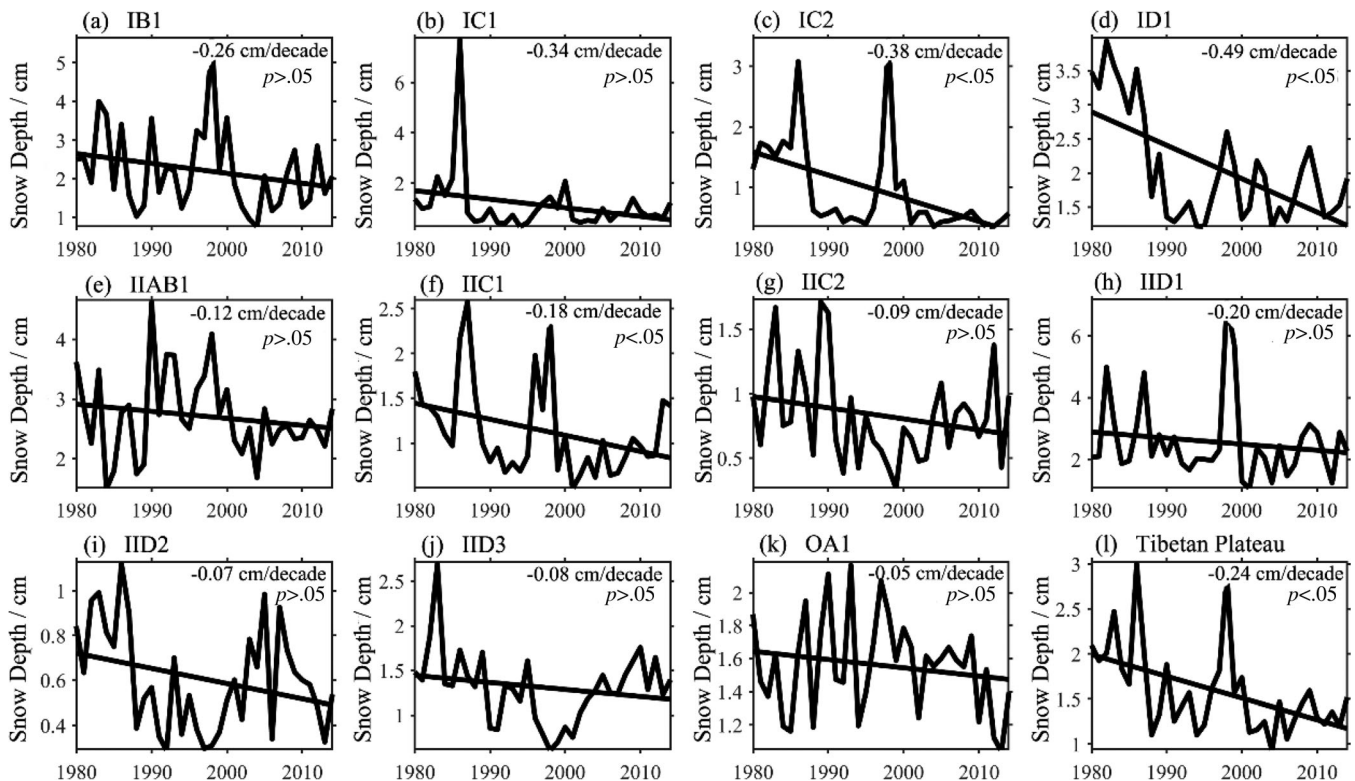 (a) IB1
-0.26 cm/decade
p>.05
Snow Depth / cm
5
4
3
2
1
1980 1990 2000 2010
(b) IC1
-0.34 cm/decade
p>.05
Snow Depth / cm
6
4
2
1980 1990 2000 2010
(c) IC2
-0.38 cm/decade
p<.05
Snow Depth / cm
3
2
1
1980 1990 2000 2010
(d) ID1
-0.49 cm/decade
p<.05
Snow Depth / cm
3.5
3
2.5
2
1.5
1980 1990 2000 2010
(e) IIAB1
-0.12 cm/decade
p>.05
Snow Depth / cm
4
3
2
1980 1990 2000 2010
(f) IIC1
-0.18 cm/decade
p<.05
Snow Depth / cm
2.5
2
1.5
1
1980 1990 2000 2010
(g) IIC2
-0.09 cm/decade
p>.05
Snow Depth / cm
1.5
1
0.5
1980 1990 2000 2010
(h) IID1
-0.20 cm/decade
p>.05
Snow Depth / cm
6
4
2
1980 1990 2000 2010
(i) IID2
-0.07 cm/decade
p>.05
Snow Depth / cm
1
0.8
0.6
0.4
1980 1990 2000 2010
(j) IID3
-0.08 cm/decade
p>.05
Snow Depth / cm
2.5
2
1.5
1
1980 1990 2000 2010
(k) OA1
-0.05 cm/decade
p>.05
Snow Depth / cm
2
1.8
1.6
1.4
1.2
1980 1990 2000 2010
(l) Tibetan Plateau
-0.24 cm/decade
p<.05
Snow Depth / cm
3
2.5
2
1.5
1
1980 1990 2000 2010